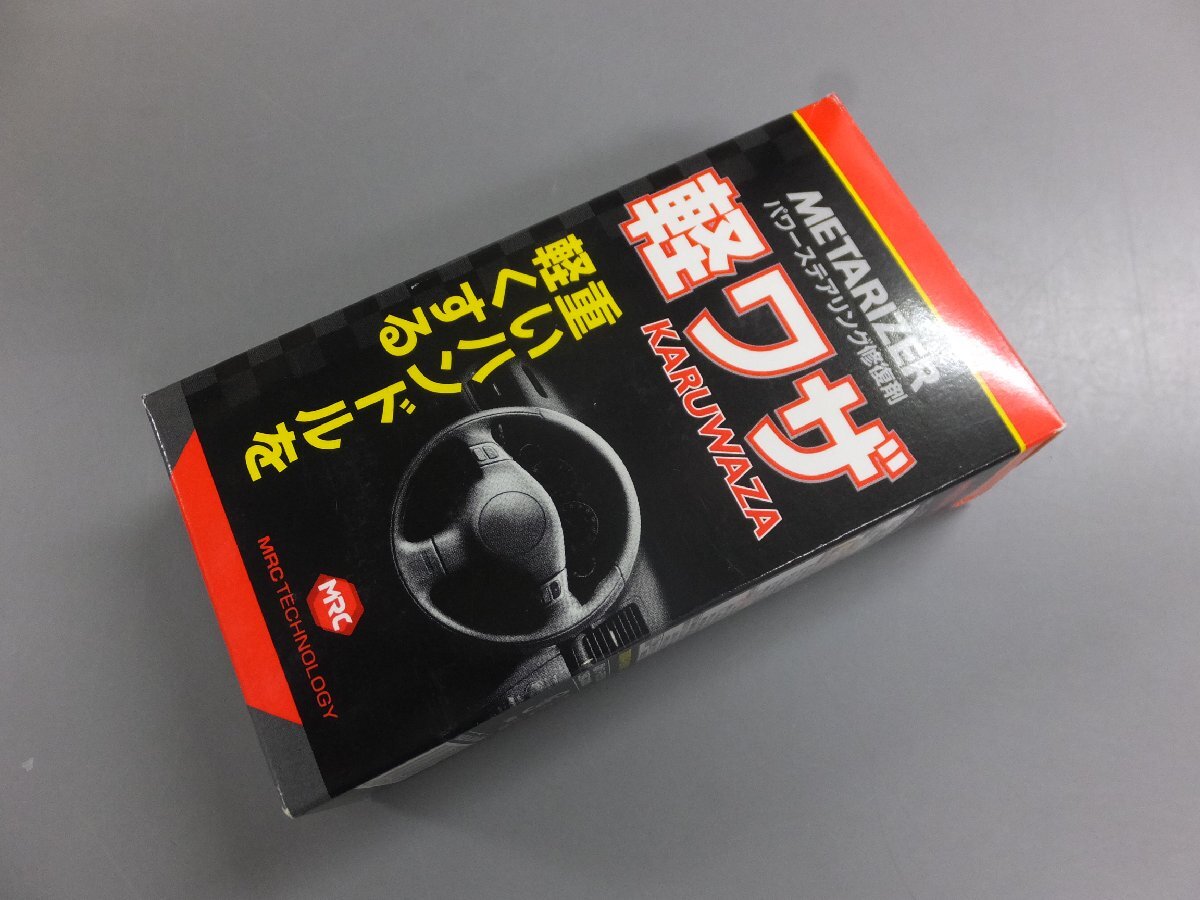 METARIZER
パワーステアリング修復剤
軽ワザ
KARUWAZA
重いハンドルを
軽くする
MRC
MRC TECHNOLOGY